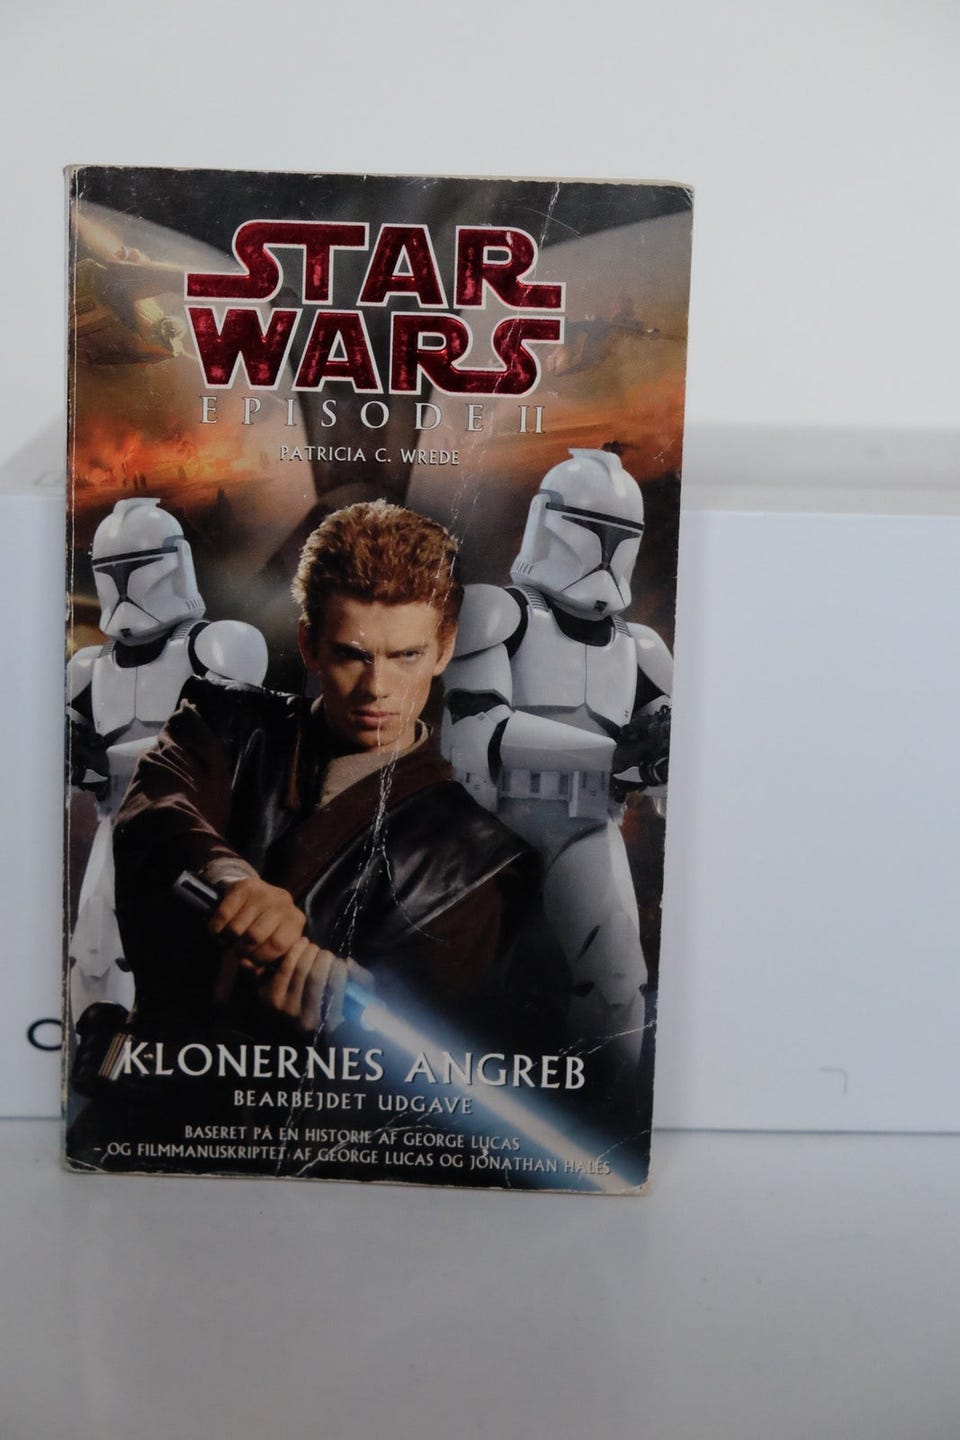 STAR
WARS
EPISODE II
PATRICIA C. WREDE
KLONERNES ANGREB
BEARBEJDET UDGAVE
BASERET PÅ EN HISTORIE AF GEORGE LUCAS
- OG FILMMANUSKRIPTET AF GEORGE LUCAS OG JONATHAN HALES